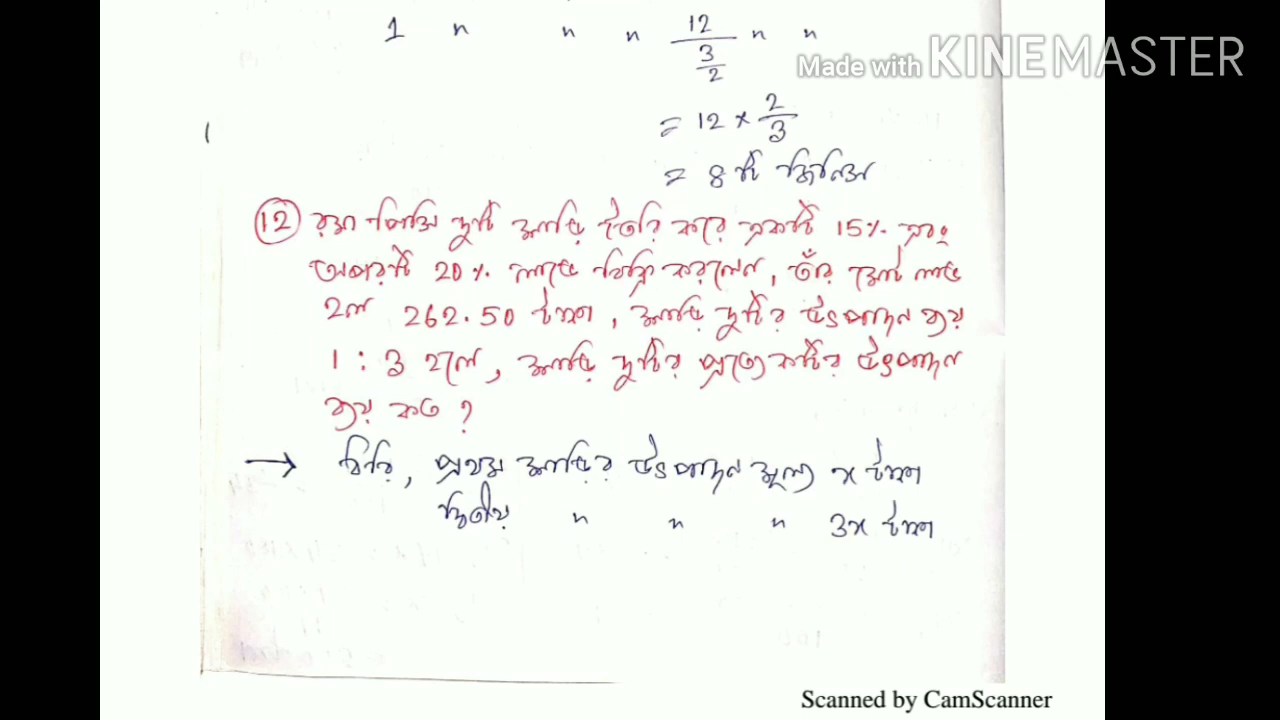 1 " " " 12/(3/2) " "
Made with KINEMASTER
= 12 × 2/3
= 8 টি জিনিস
(12) রমা পিসি দুটি শাড়ি তৈরি করে একটি 15% এবং
অপরটি 20% লাভে বিক্রি করলেন, তাঁর মোট লাভ
হল 262.50 টাকা, শাড়ি দুটির উৎপাদন ব্যয়
1 : 3 হলে, শাড়ি দুটির প্রত্যেকটির উৎপাদন
ব্যয় কত ?
→ ধরি, প্রথম শাড়ির উৎপাদন মূল্য x টাকা
দ্বিতীয় " " " 3x টাকা
Scanned by CamScanner